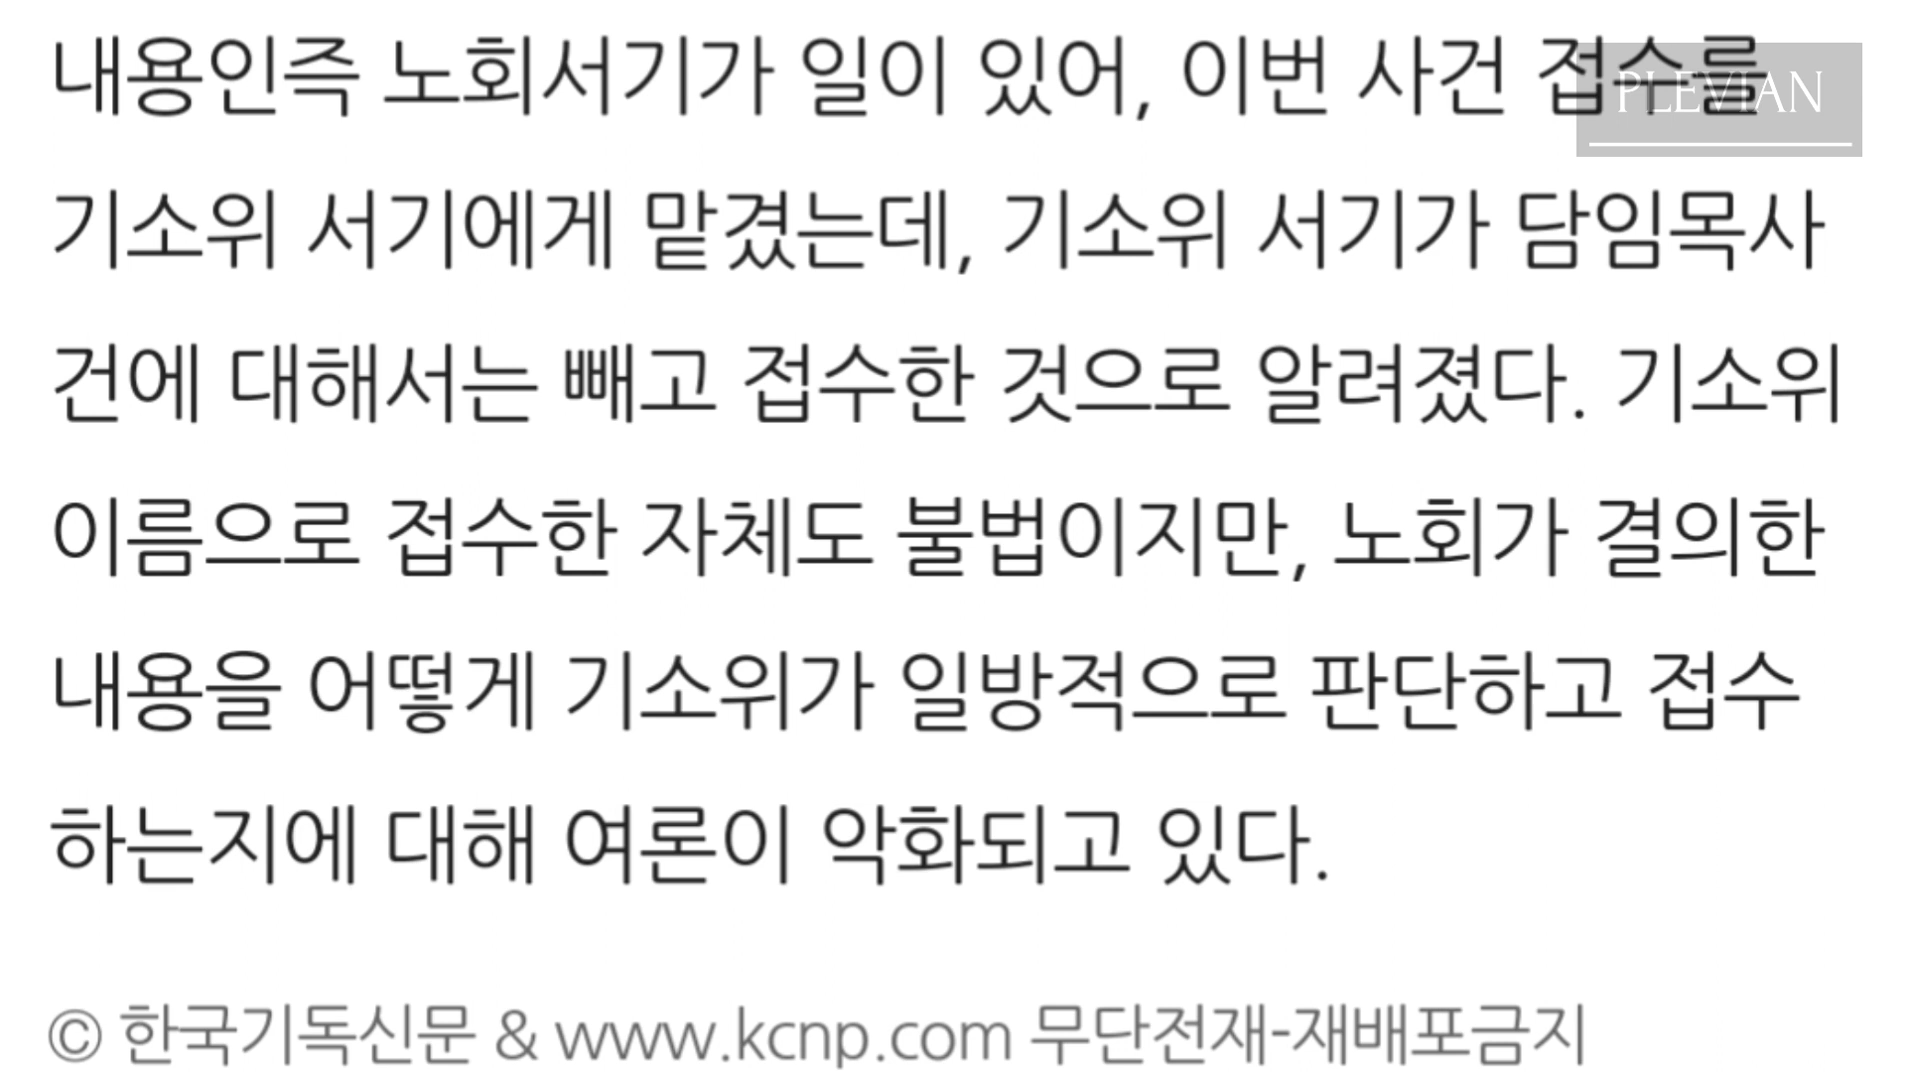 내용인즉 노회서기가 일이 있어, 이번 사건 접수를
PLEVIAN
기소위 서기에게 맡겼는데, 기소위 서기가 담임목사
건에 대해서는 빼고 접수한 것으로 알려졌다. 기소위
이름으로 접수한 자체도 불법이지만, 노회가 결의한
내용을 어떻게 기소위가 일방적으로 판단하고 접수
하는지에 대해 여론이 악화되고 있다.
© 한국기독신문 & www.kcnp.com 무단전재-재배포금지